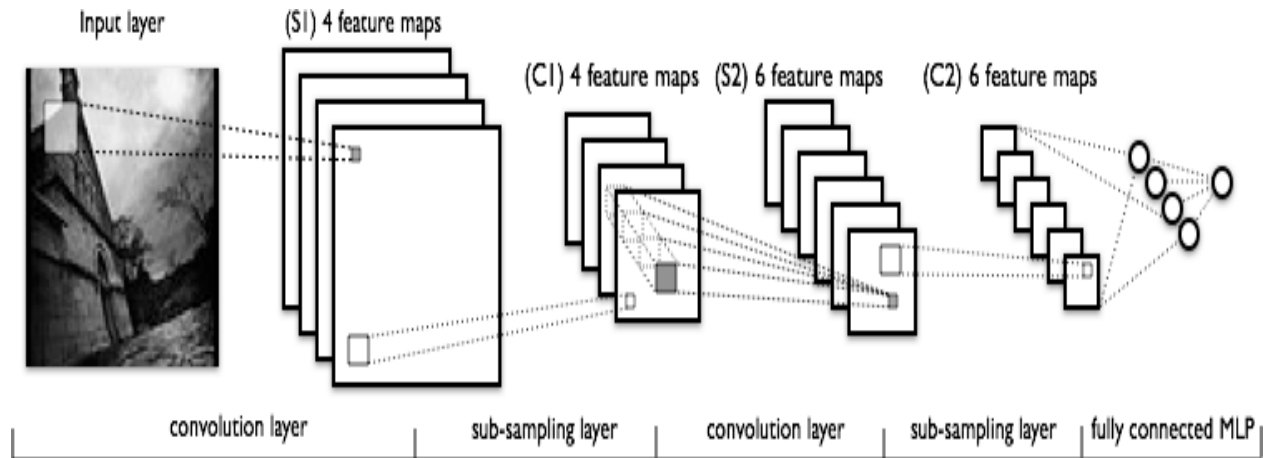 Input layer
(S1) 4 feature maps
(C1) 4 feature maps
(S2) 6 feature maps
(C2) 6 feature maps
convolution layer
sub-sampling layer
convolution layer
sub-sampling layer
fully connected MLP